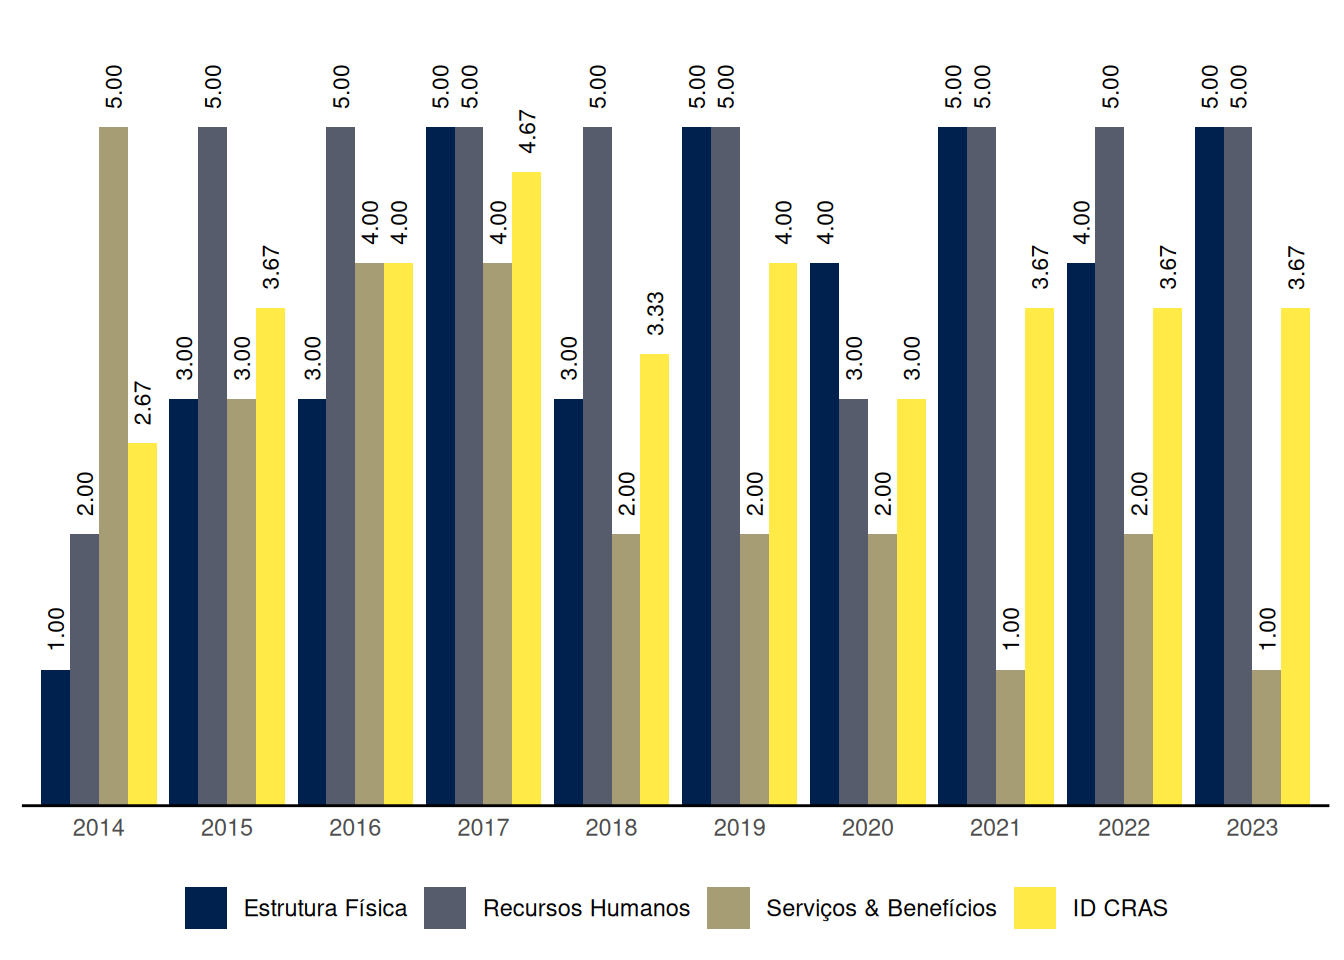 5.00 5.00 5.00 5.00 5.00 5.00 5.00 5.00 5.00 5.00 5.00 5.00 5.00
4.67
4.00 4.00 4.00 4.00 4.00 4.00
3.67 3.67 3.67 3.67
3.33
3.00 3.00 3.00 3.00 3.00 3.00
2.67
2.00 2.00 2.00 2.00 2.00
1.00 1.00 1.00
2014 2015 2016 2017 2018 2019 2020 2021 2022 2023
Estrutura Física Recursos Humanos Serviços & Benefícios ID CRAS